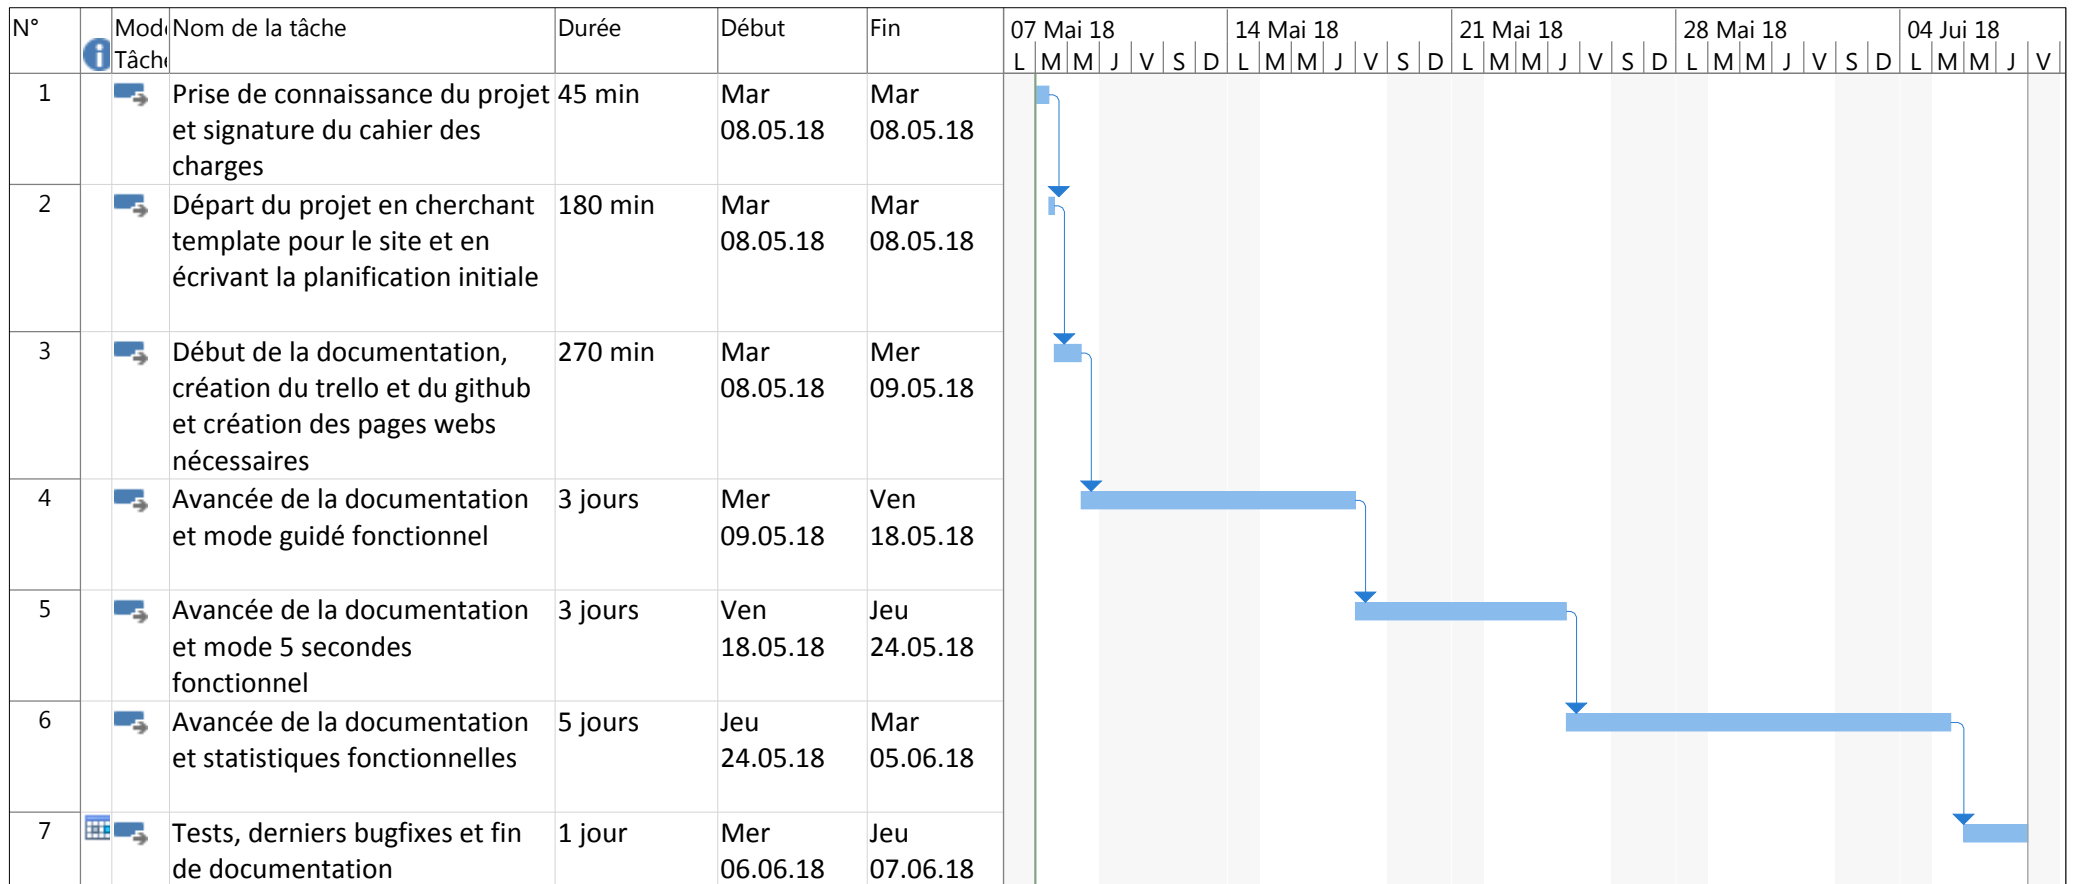 N° Mode Tâche Nom de la tâche Durée Début Fin
07 Mai 18 14 Mai 18 21 Mai 18 28 Mai 18 04 Jui 18
L M M J V S D L M M J V S D L M M J V S D L M M J V S D L M M J V
1 Prise de connaissance du projet 45 min Mar Mar
et signature du cahier des 08.05.18 08.05.18
charges
2 Départ du projet en cherchant 180 min Mar Mar
template pour le site et en 08.05.18 08.05.18
écrivant la planification initiale
3 Début de la documentation, 270 min Mar Mer
création du trello et du github 08.05.18 09.05.18
et création des pages webs
nécessaires
4 Avancée de la documentation 3 jours Mer Ven
et mode guidé fonctionnel 09.05.18 18.05.18
5 Avancée de la documentation 3 jours Ven Jeu
et mode 5 secondes 18.05.18 24.05.18
fonctionnel
6 Avancée de la documentation 5 jours Jeu Mar
et statistiques fonctionnelles 24.05.18 05.06.18
7 Tests, derniers bugfixes et fin 1 jour Mer Jeu
de documentation 06.06.18 07.06.18